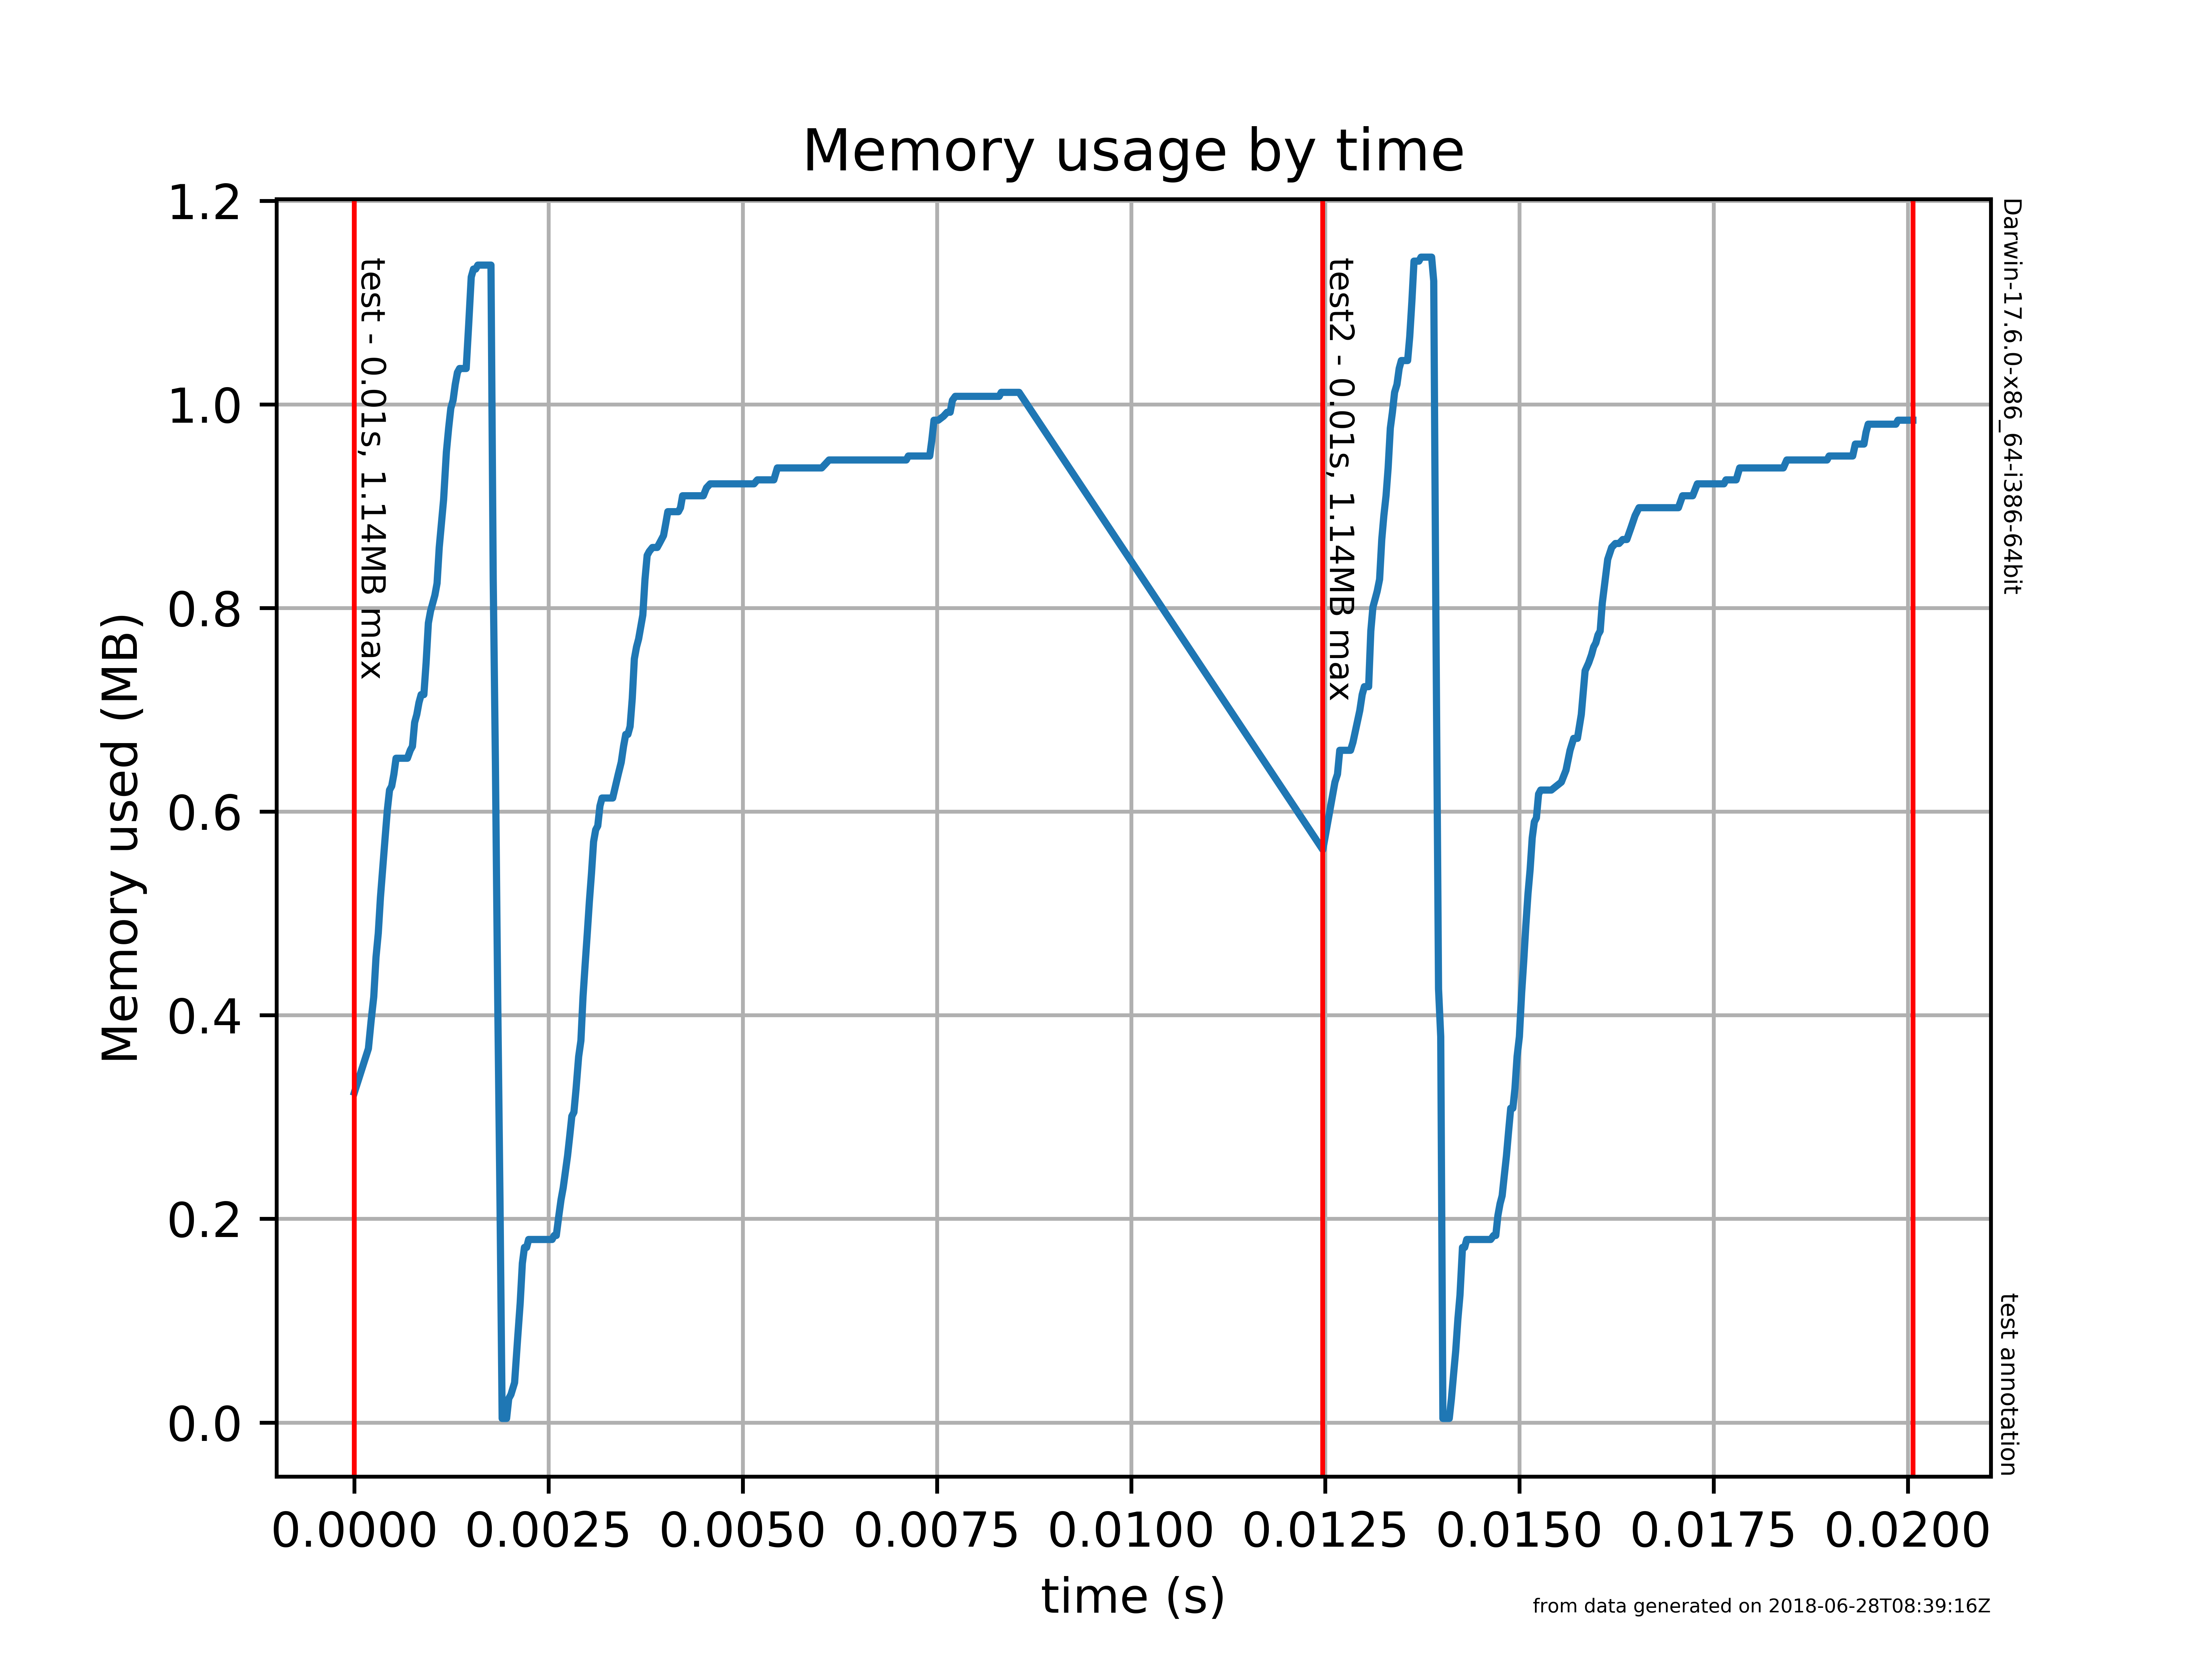 Memory usage by time
Memory used (MB)
1.2
1.0
0.8
0.6
0.4
0.2
0.0
test - 0.01s, 1.14MB max
test2 - 0.01s, 1.14MB max
Darwin-17.6.0-x86_64-i386-64bit
test annotation
0.0000 0.0025 0.0050 0.0075 0.0100 0.0125 0.0150 0.0175 0.0200
time (s)
from data generated on 2018-06-28T08:39:16Z